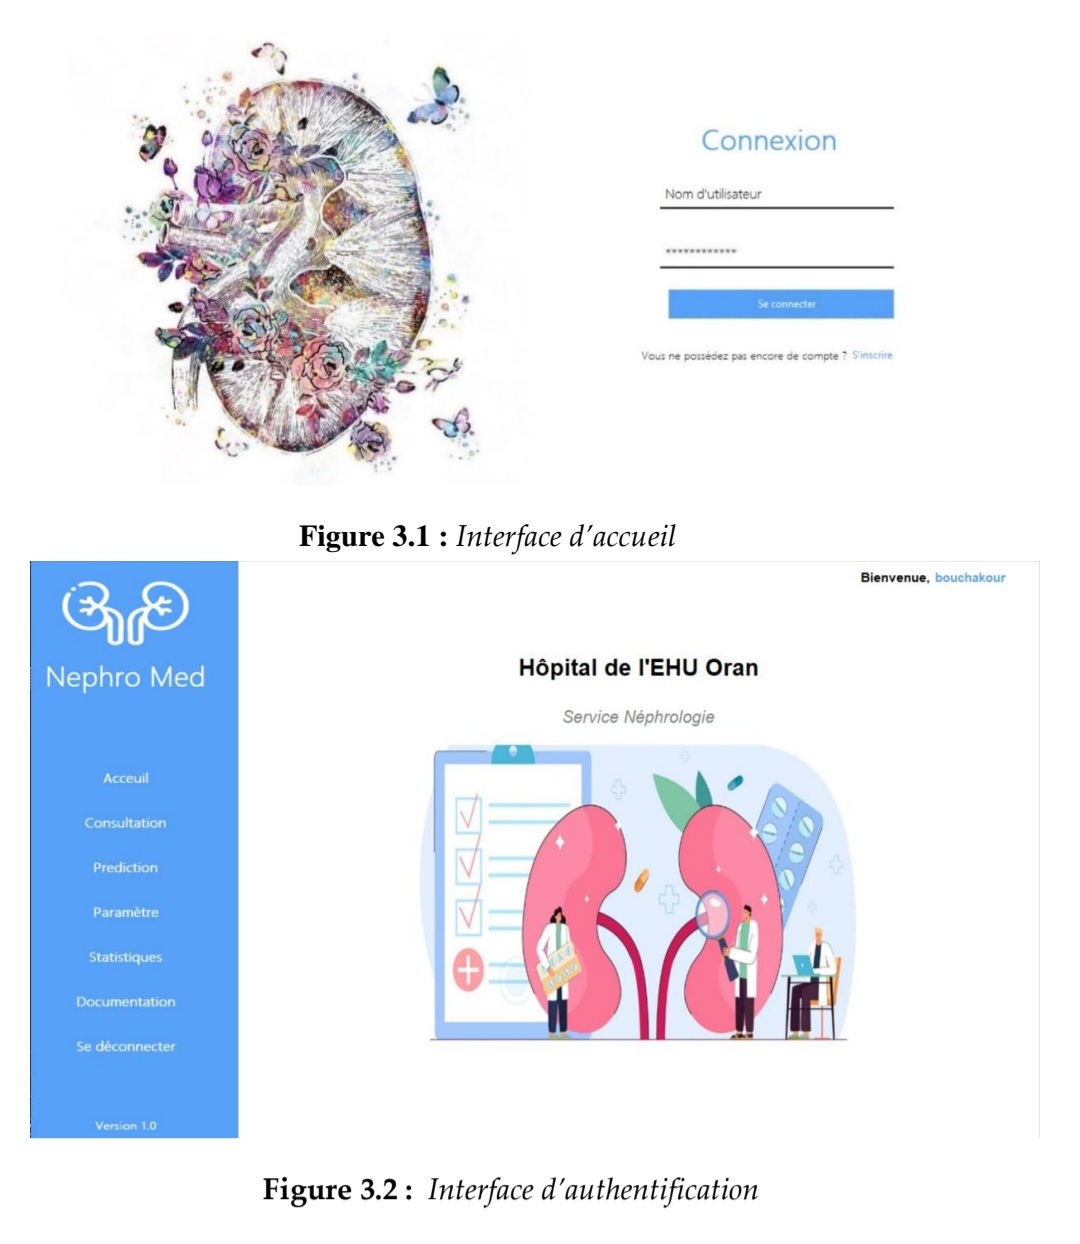 Connexion
Nom d'utilisateur
************
Se connecter
Vous ne possédez pas encore de compte ? S'inscrire
Figure 3.1 : Interface d'accueil
Bienvenue, bouchakour
Nephro Med
Hôpital de l'EHU Oran
Service Néphrologie
Acceuil
Consultation
Prediction
Paramètre
Statistiques
Documentation
Se déconnecter
Version 1.0
Figure 3.2 : Interface d'authentification